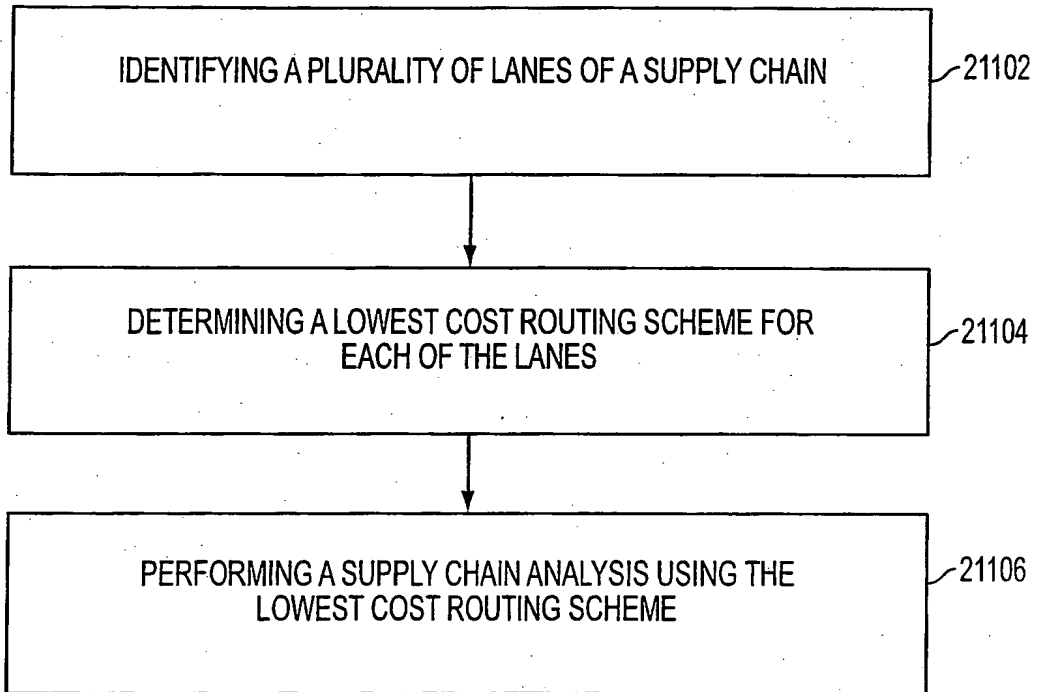 IDENTIFYING A PLURALITY OF LANES OF A SUPPLY CHAIN
21102
DETERMINING A LOWEST COST ROUTING SCHEME FOR
EACH OF THE LANES
21104
PERFORMING A SUPPLY CHAIN ANALYSIS USING THE
LOWEST COST ROUTING SCHEME
21106